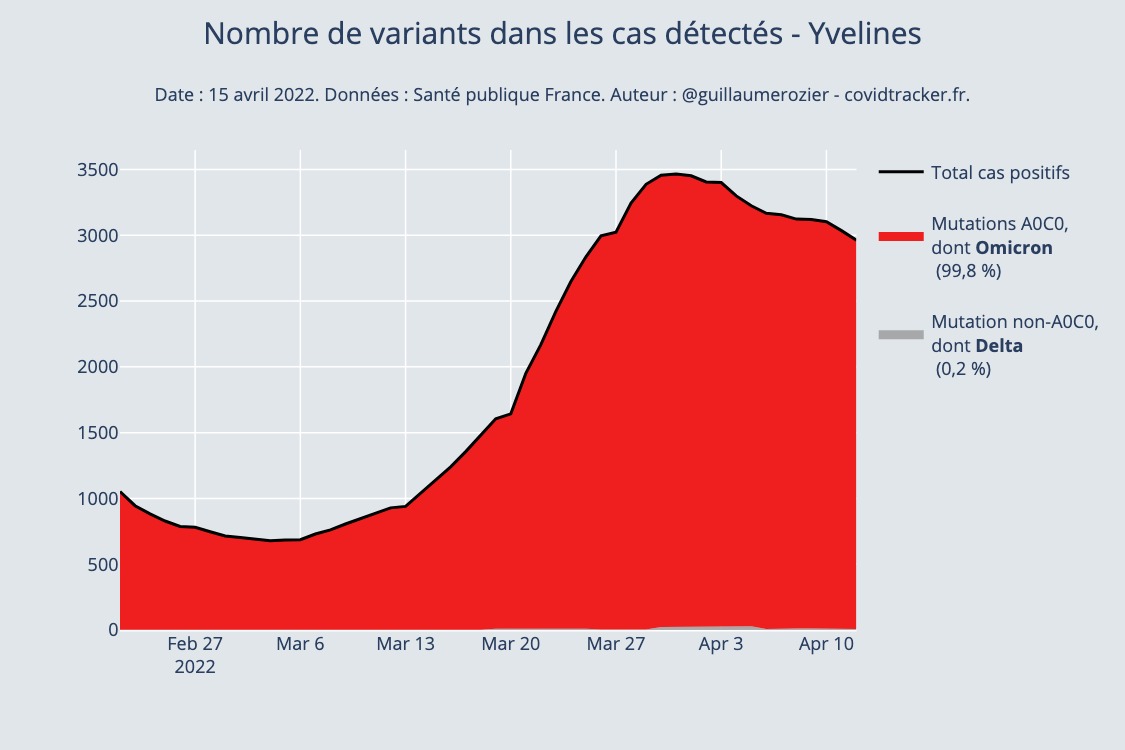 Nombre de variants dans les cas détectés - Yvelines
Date : 15 avril 2022. Données : Santé publique France. Auteur : @guillaumerozier - covidtracker.fr.
3500
3000
2500
2000
1500
1000
500
0
Feb 27
2022
Mar 6
Mar 13
Mar 20
Mar 27
Apr 3
Apr 10
Total cas positifs
Mutations A0C0,
dont Omicron
(99,8 %)
Mutation non-A0C0,
dont Delta
(0,2 %)